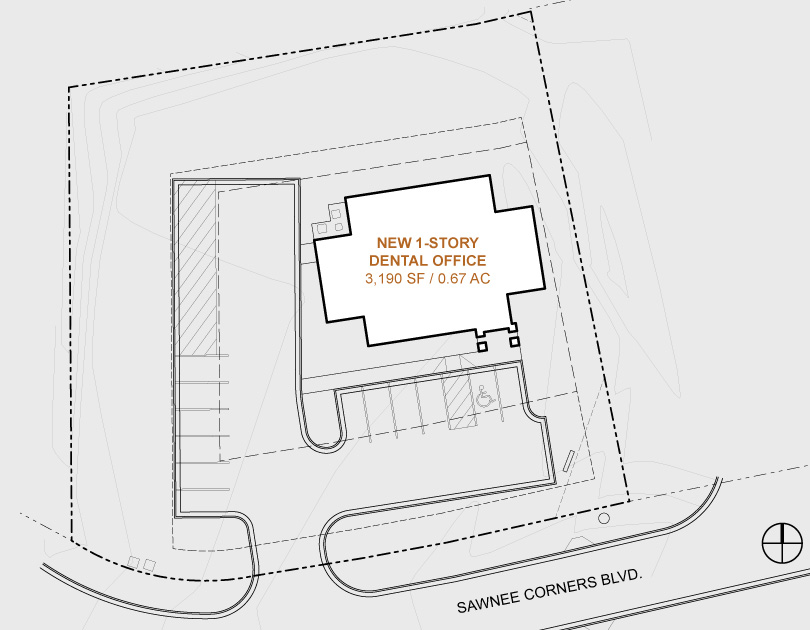 NEW 1-STORY
DENTAL OFFICE
3,190 SF / 0.67 AC
SAWNEE CORNERS BLVD.